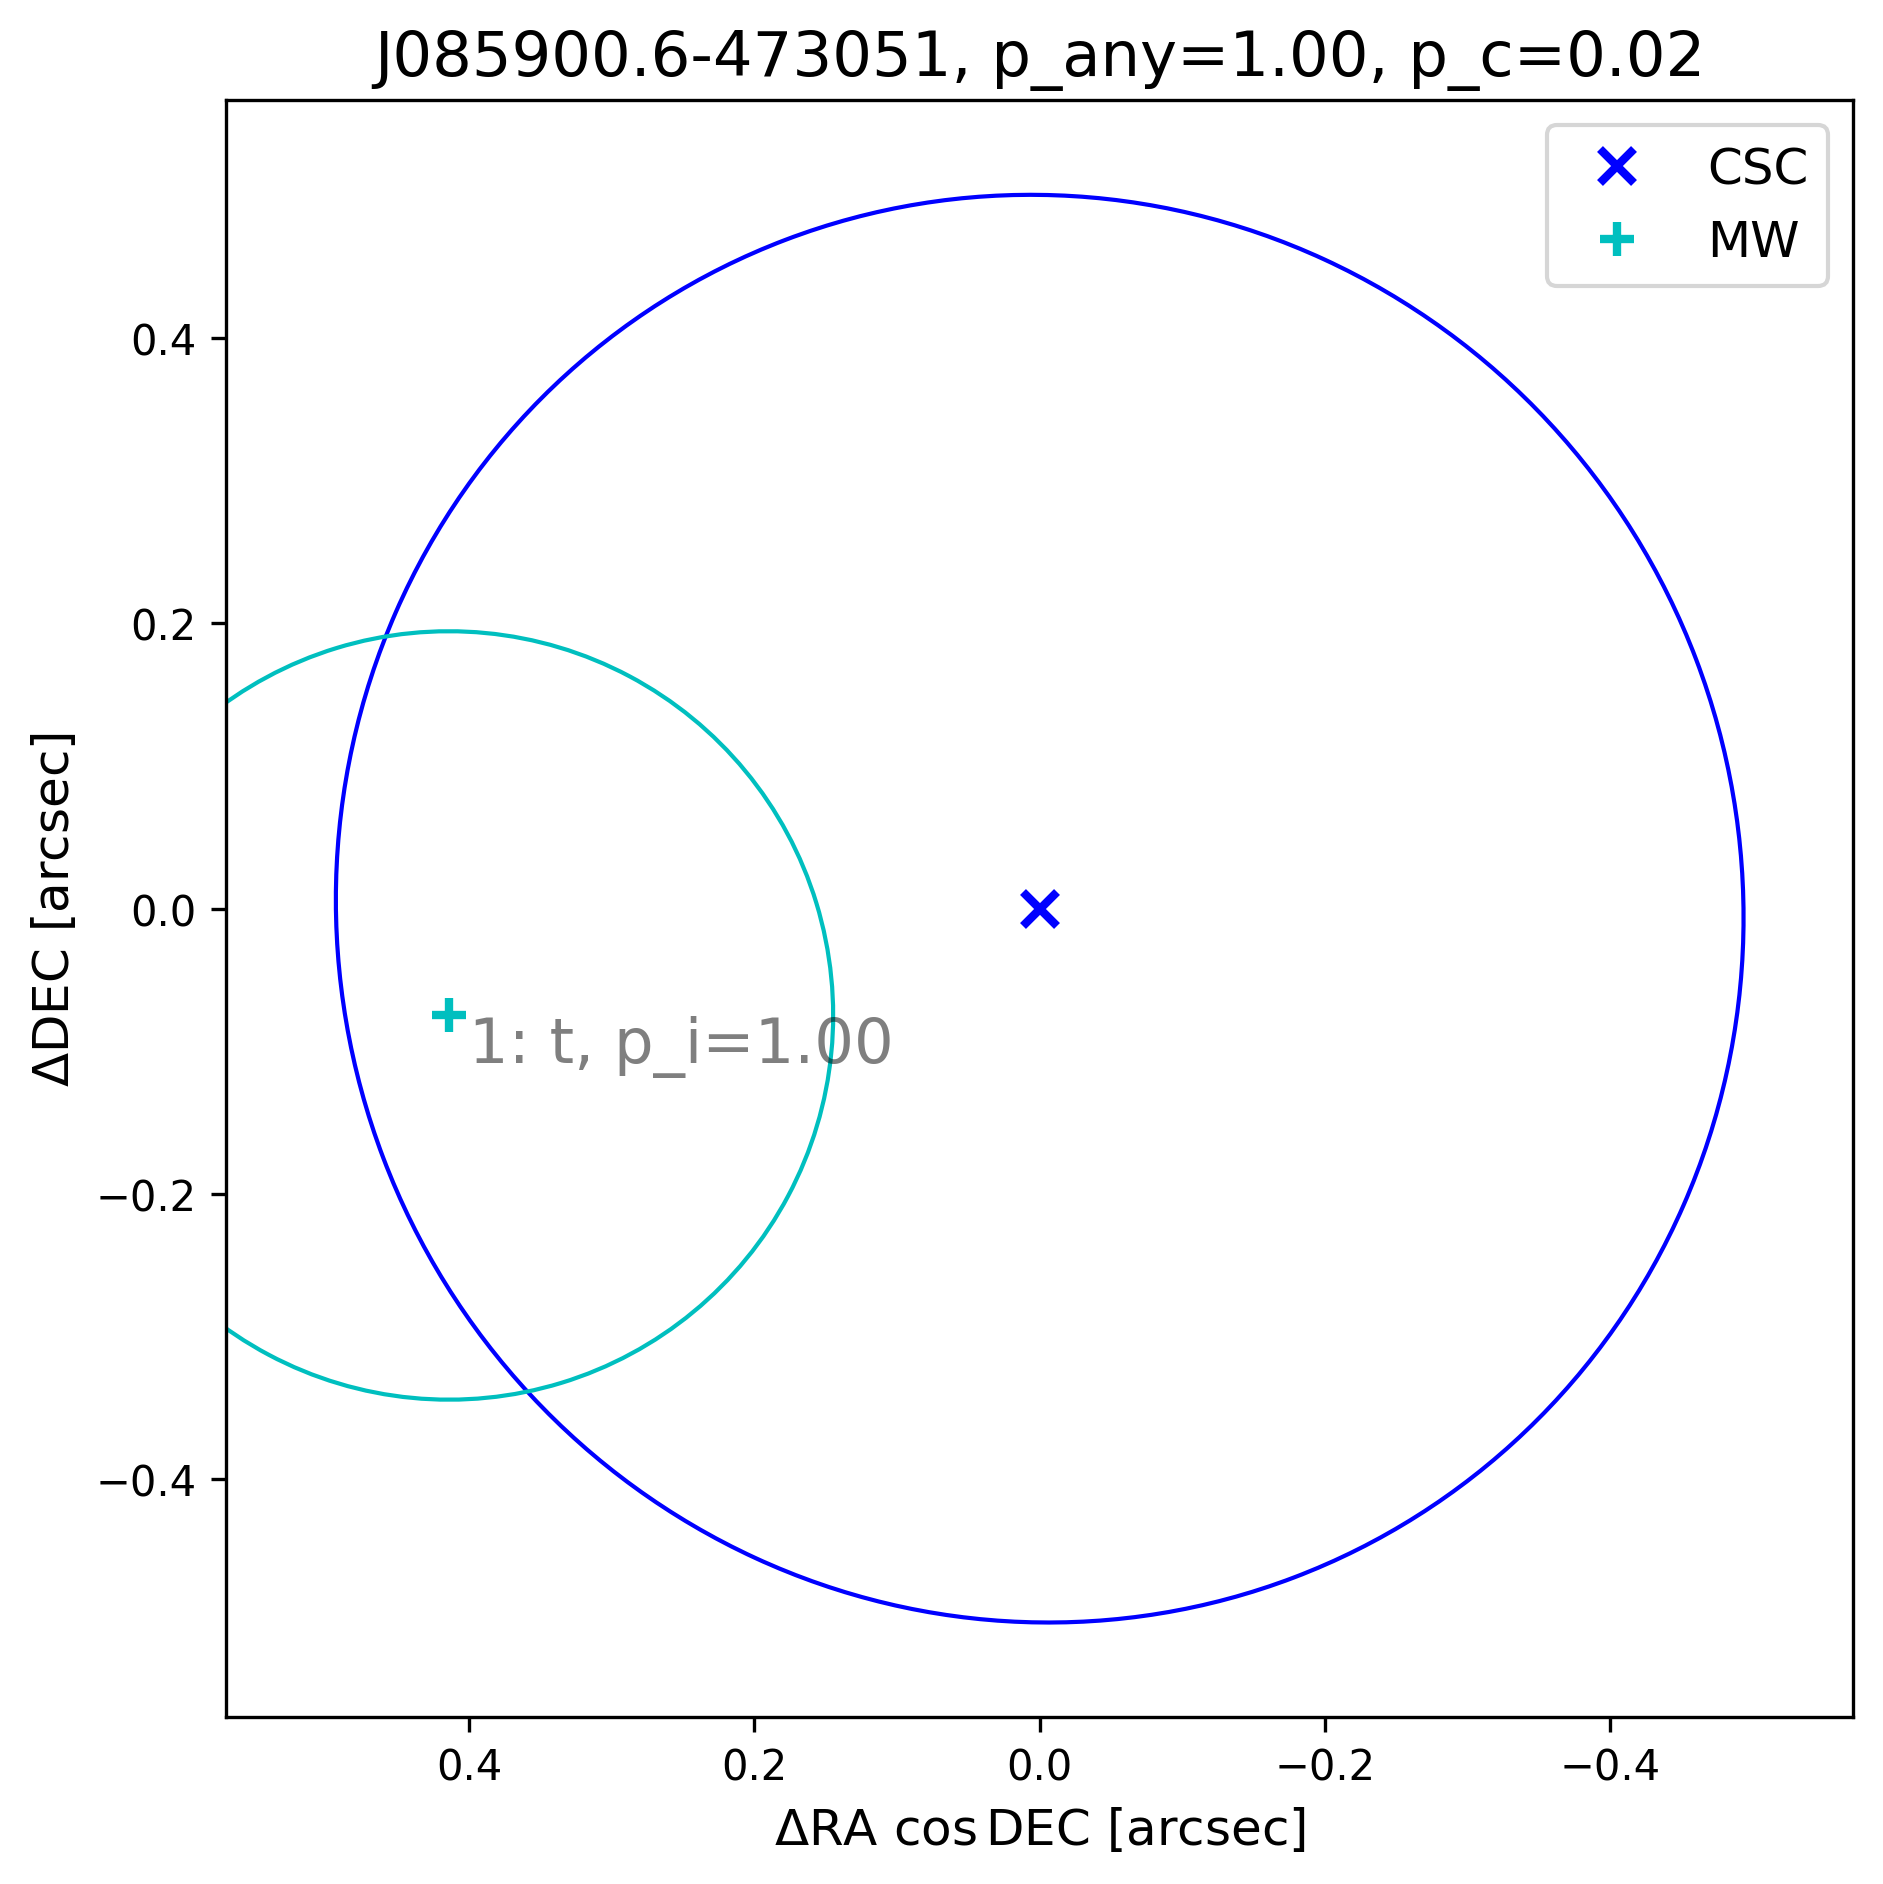 J085900.6-473051, p_any=1.00, p_c=0.02
CSC
MW
0.4
0.2
0.0
−0.2
−0.4
ΔDEC [arcsec]
1: t, p_i=1.00
0.4 0.2 0.0 −0.2 −0.4
ΔRA cos DEC [arcsec]